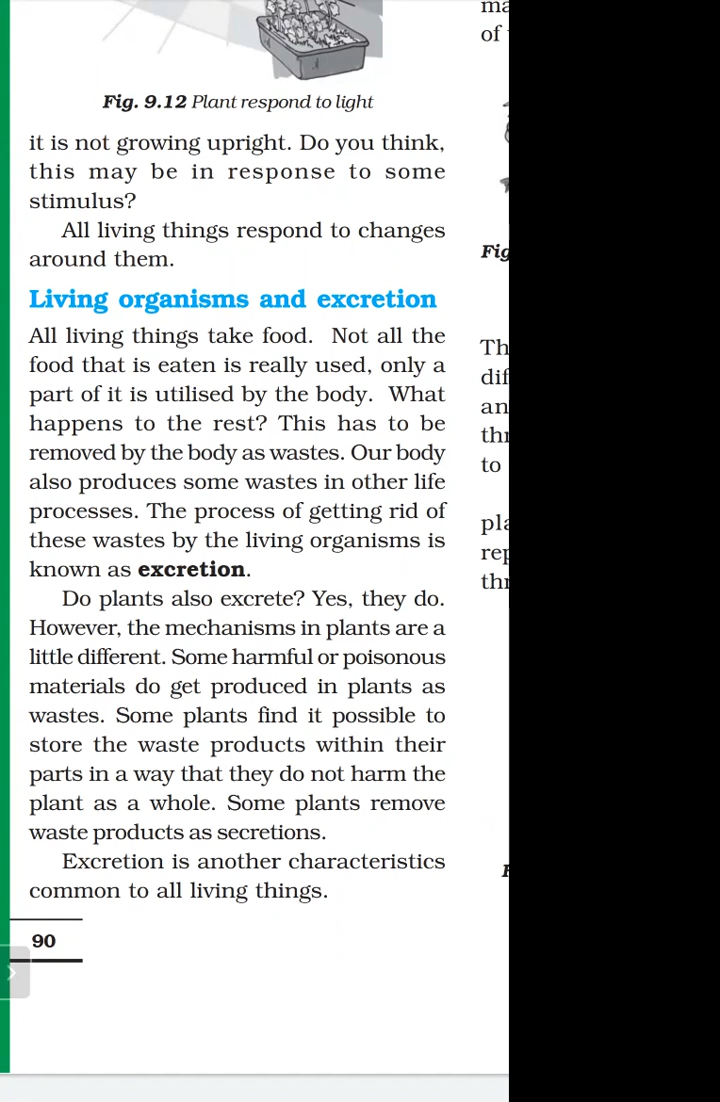 Fig. 9.12 Plant respond to light
it is not growing upright. Do you think,
this may be in response to some
stimulus?
All living things respond to changes
around them.
Living organisms and excretion
All living things take food. Not all the
food that is eaten is really used, only a
part of it is utilised by the body. What
happens to the rest? This has to be
removed by the body as wastes. Our body
also produces some wastes in other life
processes. The process of getting rid of
these wastes by the living organisms is
known as excretion.
Do plants also excrete? Yes, they do.
However, the mechanisms in plants are a
little different. Some harmful or poisonous
materials do get produced in plants as
wastes. Some plants find it possible to
store the waste products within their
parts in a way that they do not harm the
plant as a whole. Some plants remove
waste products as secretions.
Excretion is another characteristics
common to all living things.
90
of
Fig
to